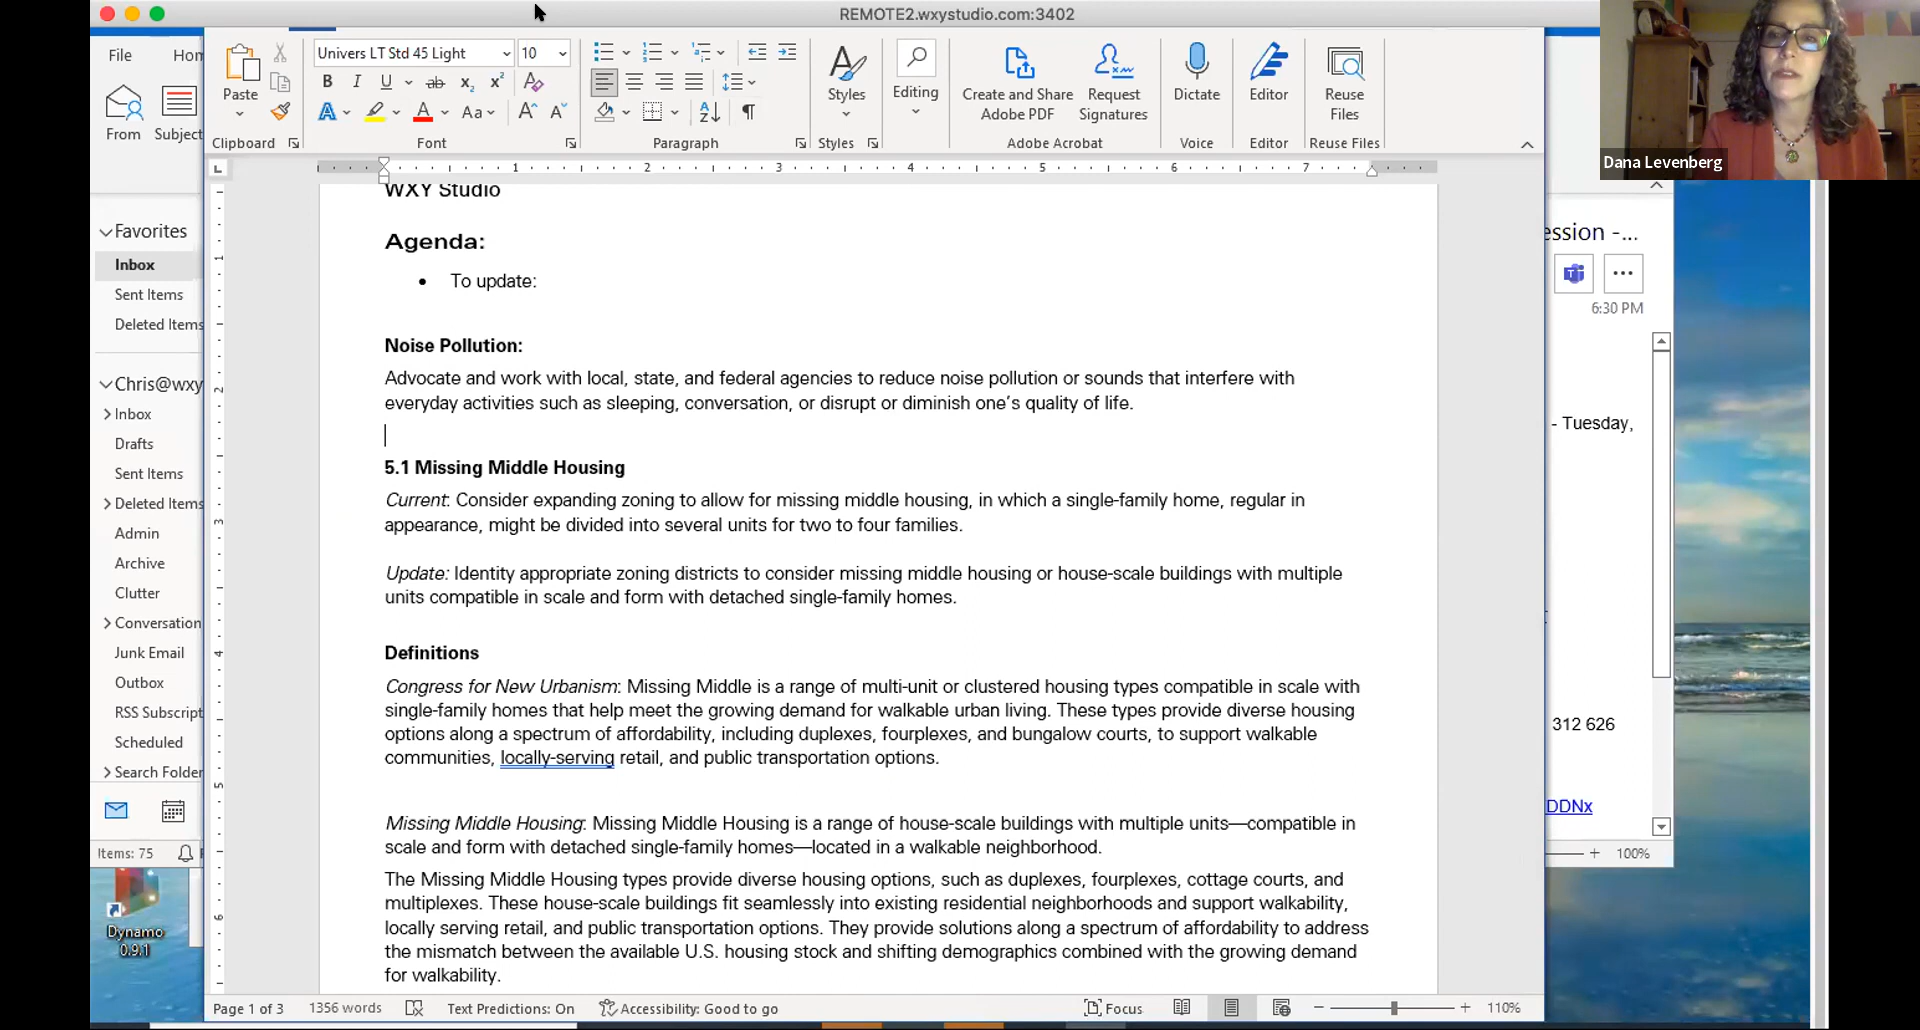 REMOTE2.wxystudio.com:3402
File
Hom
Univers LT Std 45 Light
10
Paste
From
Subject
Styles
Editing
Create and Share
Adobe PDF
Request
Signatures
Dictate
Editor
Reuse
Files
Clipboard
Font
Paragraph
Styles
Adobe Acrobat
Voice
Editor
Reuse Files
Dana Levenberg
1 2 3 4 5 6 7
WXY Studio
Agenda:
• To update:
Noise Pollution:
Advocate and work with local, state, and federal agencies to reduce noise pollution or sounds that interfere with
everyday activities such as sleeping, conversation, or disrupt or diminish one's quality of life.
5.1 Missing Middle Housing
Current: Consider expanding zoning to allow for missing middle housing, in which a single-family home, regular in
appearance, might be divided into several units for two to four families.
Update: Identity appropriate zoning districts to consider missing middle housing or house-scale buildings with multiple
units compatible in scale and form with detached single-family homes.
Definitions
Congress for New Urbanism: Missing Middle is a range of multi-unit or clustered housing types compatible in scale with
single-family homes that help meet the growing demand for walkable urban living. These types provide diverse housing
options along a spectrum of affordability, including duplexes, fourplexes, and bungalow courts, to support walkable
communities, locally-serving retail, and public transportation options.
Missing Middle Housing: Missing Middle Housing is a range of house-scale buildings with multiple units—compatible in
scale and form with detached single-family homes—located in a walkable neighborhood.
The Missing Middle Housing types provide diverse housing options, such as duplexes, fourplexes, cottage courts, and
multiplexes. These house-scale buildings fit seamlessly into existing residential neighborhoods and support walkability,
locally serving retail, and public transportation options. They provide solutions along a spectrum of affordability to address
the mismatch between the available U.S. housing stock and shifting demographics combined with the growing demand
for walkability.
Favorites
Inbox
Sent Items
Deleted Items
Chris@wxy
Inbox
Drafts
Sent Items
Deleted Items
Admin
Archive
Clutter
Conversation
Junk Email
Outbox
RSS Subscript
Scheduled
Search Folder
Items: 75
Dynamo
0.9.1
ession -...
6:30 PM
- Tuesday,
312 626
DDNx
100%
Page 1 of 3
1356 words
Text Predictions: On
Accessibility: Good to go
Focus
110%